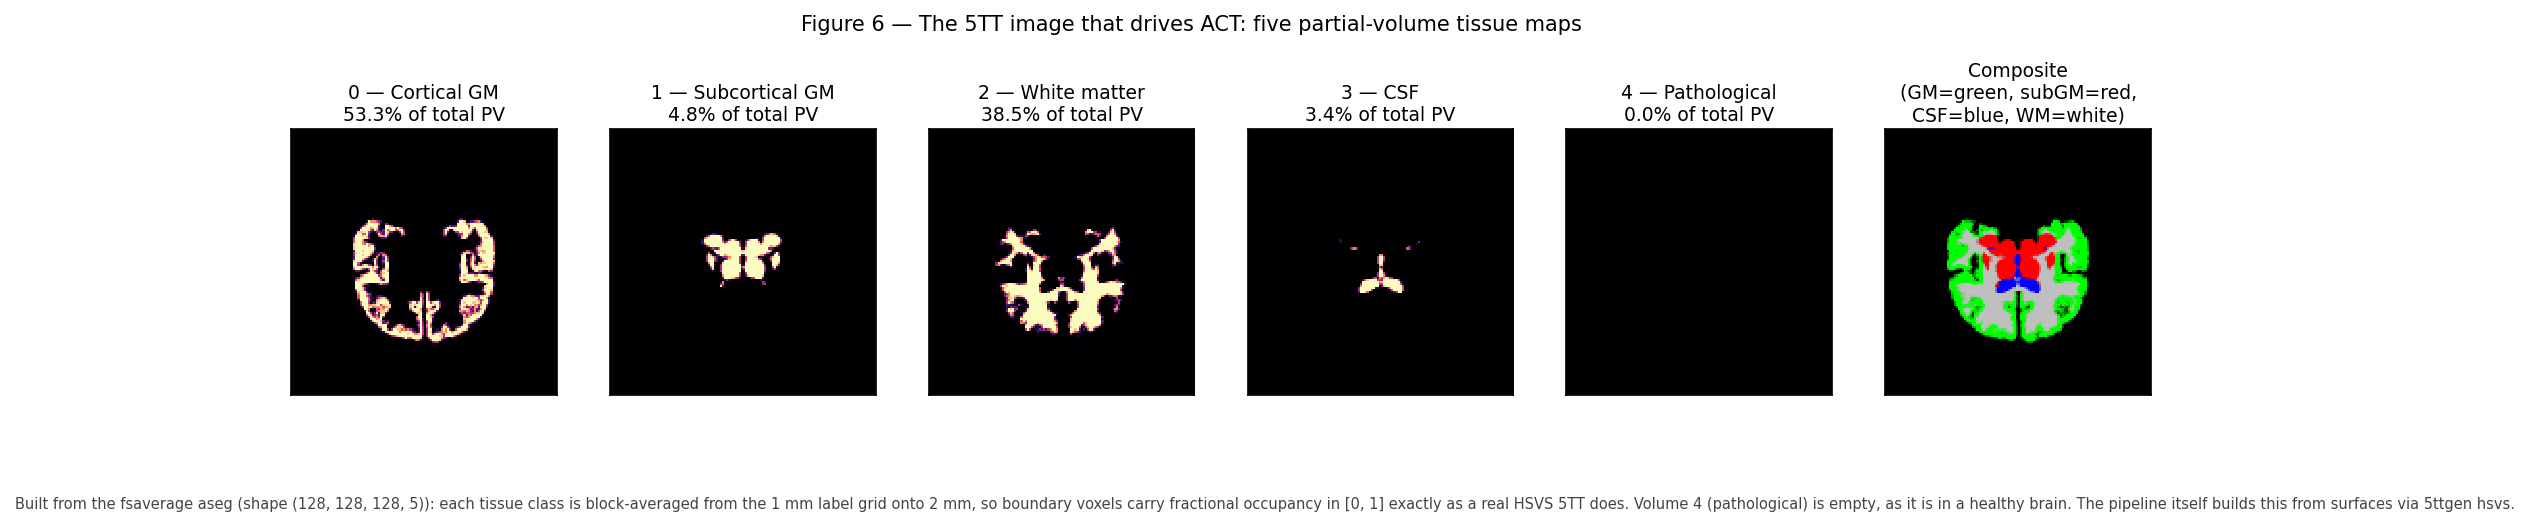 Figure 6 — The 5TT image that drives ACT: five partial-volume tissue maps
0 — Cortical GM
53.3% of total PV
1 — Subcortical GM
4.8% of total PV
2 — White matter
38.5% of total PV
3 — CSF
3.4% of total PV
4 — Pathological
0.0% of total PV
Composite
(GM=green, subGM=red,
CSF=blue, WM=white)
Built from the fsaverage aseg (shape (128, 128, 128, 5)): each tissue class is block-averaged from the 1 mm label grid onto 2 mm, so boundary voxels carry fractional occupancy in [0, 1] exactly as a real HSVS 5TT does. Volume 4 (pathological) is empty, as it is in a healthy brain. The pipeline itself builds this from surfaces via 5ttgen hsvs.